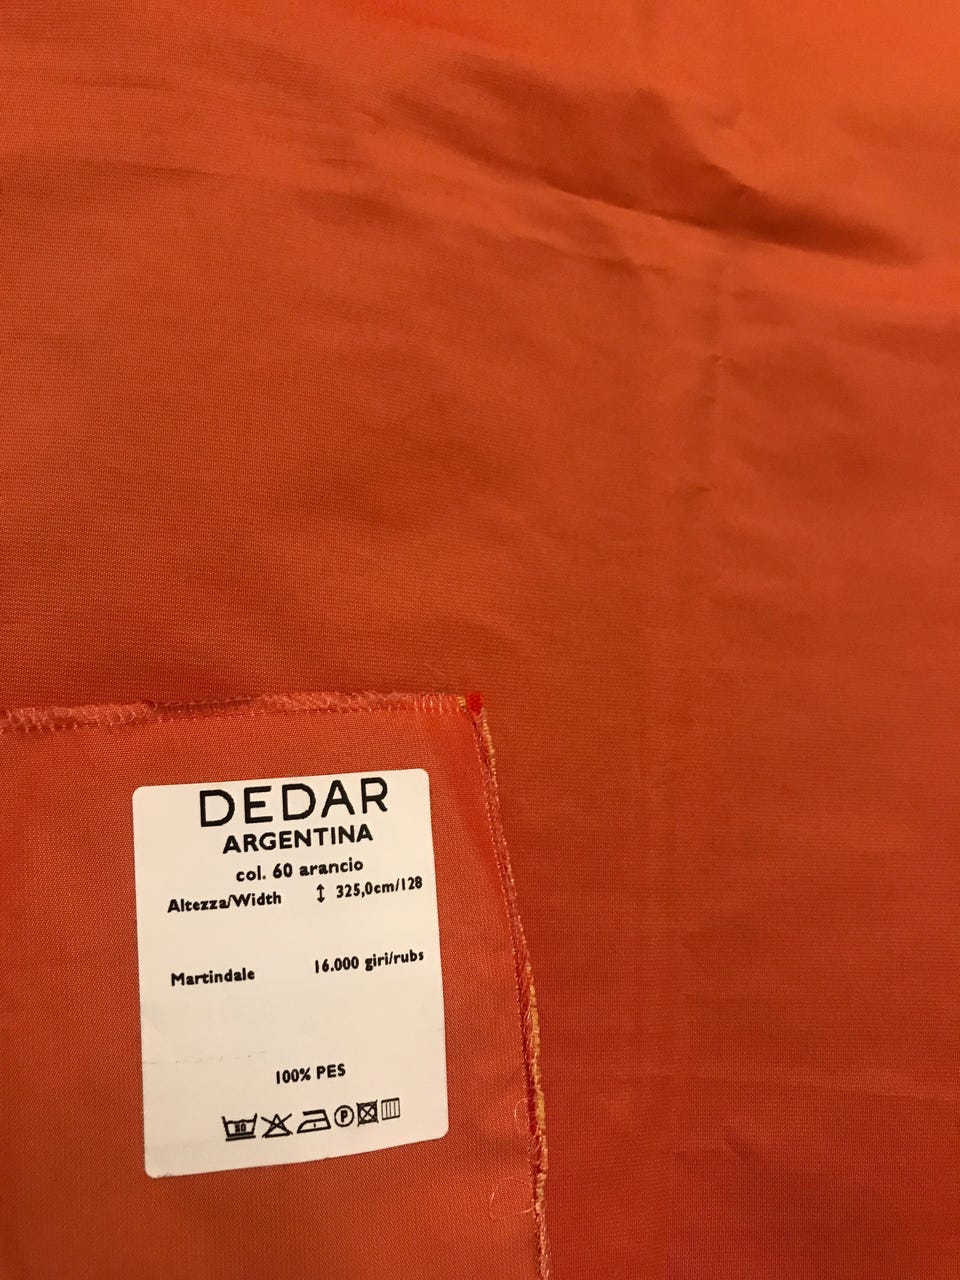 DEDAR
ARGENTINA
col. 60 arancio
Altezza/Width ↕ 325,0cm/128
Martindale 16.000 giri/rubs
100% PES
P